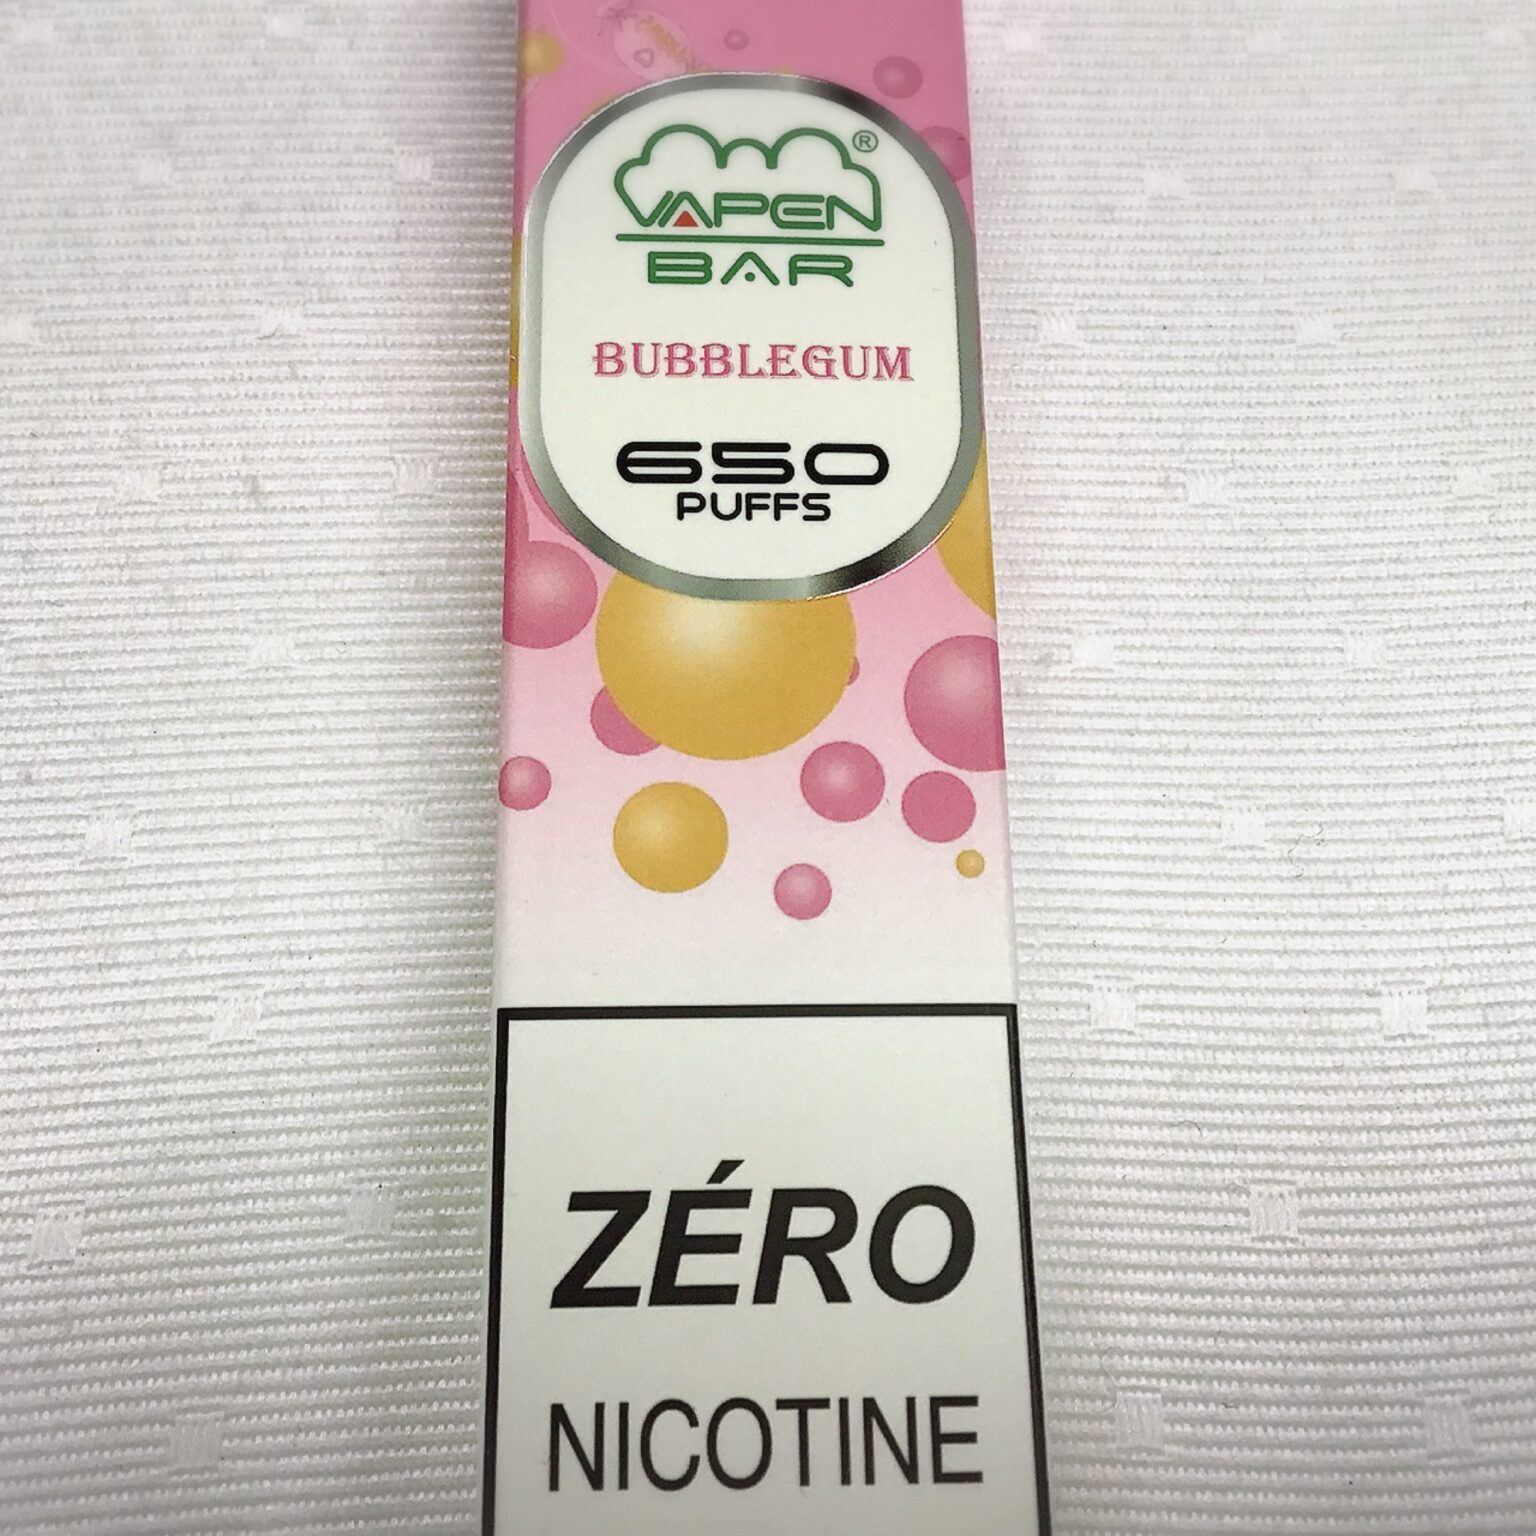 VAPEN®
BAR
BUBBLEGUM
650
PUFFS
ZÉRO
NICOTINE